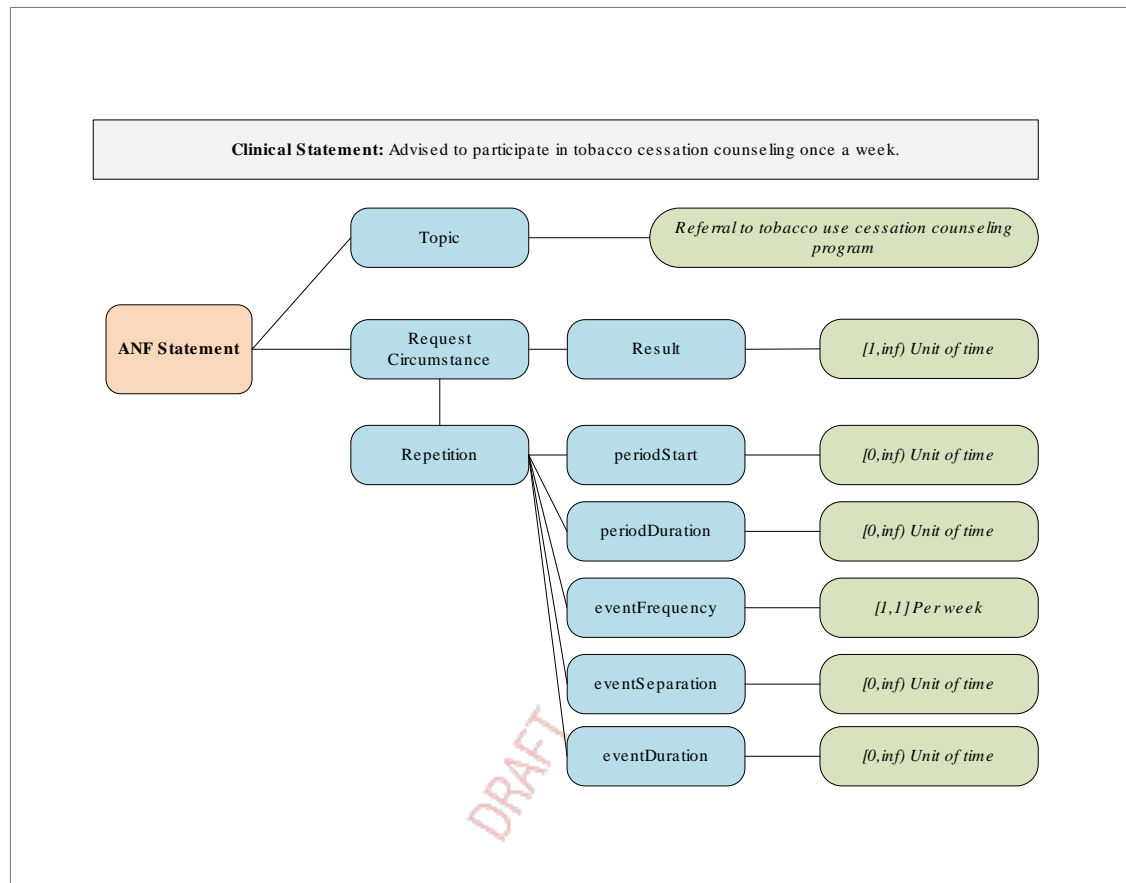 Clinical Statement: Advised to participate in tobacco cessation counseling once a week.
Topic
Referral to tobacco use cessation counseling
program
ANF Statement
Request
Circumstance
Result
[1,inf) Unit of time
Repetition
periodStart
[0,inf) Unit of time
periodDuration
[0,inf) Unit of time
eventFrequency
[1,1] Per week
eventSeparation
[0,inf) Unit of time
eventDuration
[0,inf) Unit of time
DRAFT